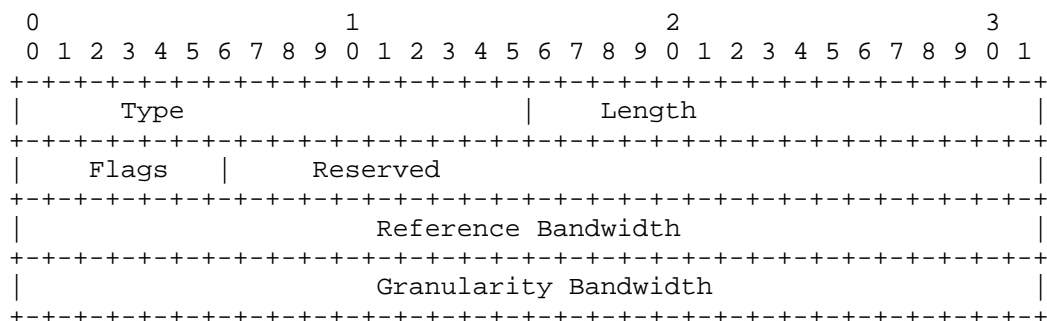 0                   1                   2                   3
 0 1 2 3 4 5 6 7 8 9 0 1 2 3 4 5 6 7 8 9 0 1 2 3 4 5 6 7 8 9 0 1
+-+-+-+-+-+-+-+-+-+-+-+-+-+-+-+-+-+-+-+-+-+-+-+-+-+-+-+-+-+-+-+-+
|      Type                     |    Length                     |
+-+-+-+-+-+-+-+-+-+-+-+-+-+-+-+-+-+-+-+-+-+-+-+-+-+-+-+-+-+-+-+-+
|    Flags   |     Reserved                                     |
+-+-+-+-+-+-+-+-+-+-+-+-+-+-+-+-+-+-+-+-+-+-+-+-+-+-+-+-+-+-+-+-+
|                      Reference Bandwidth                      |
+-+-+-+-+-+-+-+-+-+-+-+-+-+-+-+-+-+-+-+-+-+-+-+-+-+-+-+-+-+-+-+-+
|                      Granularity Bandwidth                    |
+-+-+-+-+-+-+-+-+-+-+-+-+-+-+-+-+-+-+-+-+-+-+-+-+-+-+-+-+-+-+-+-+